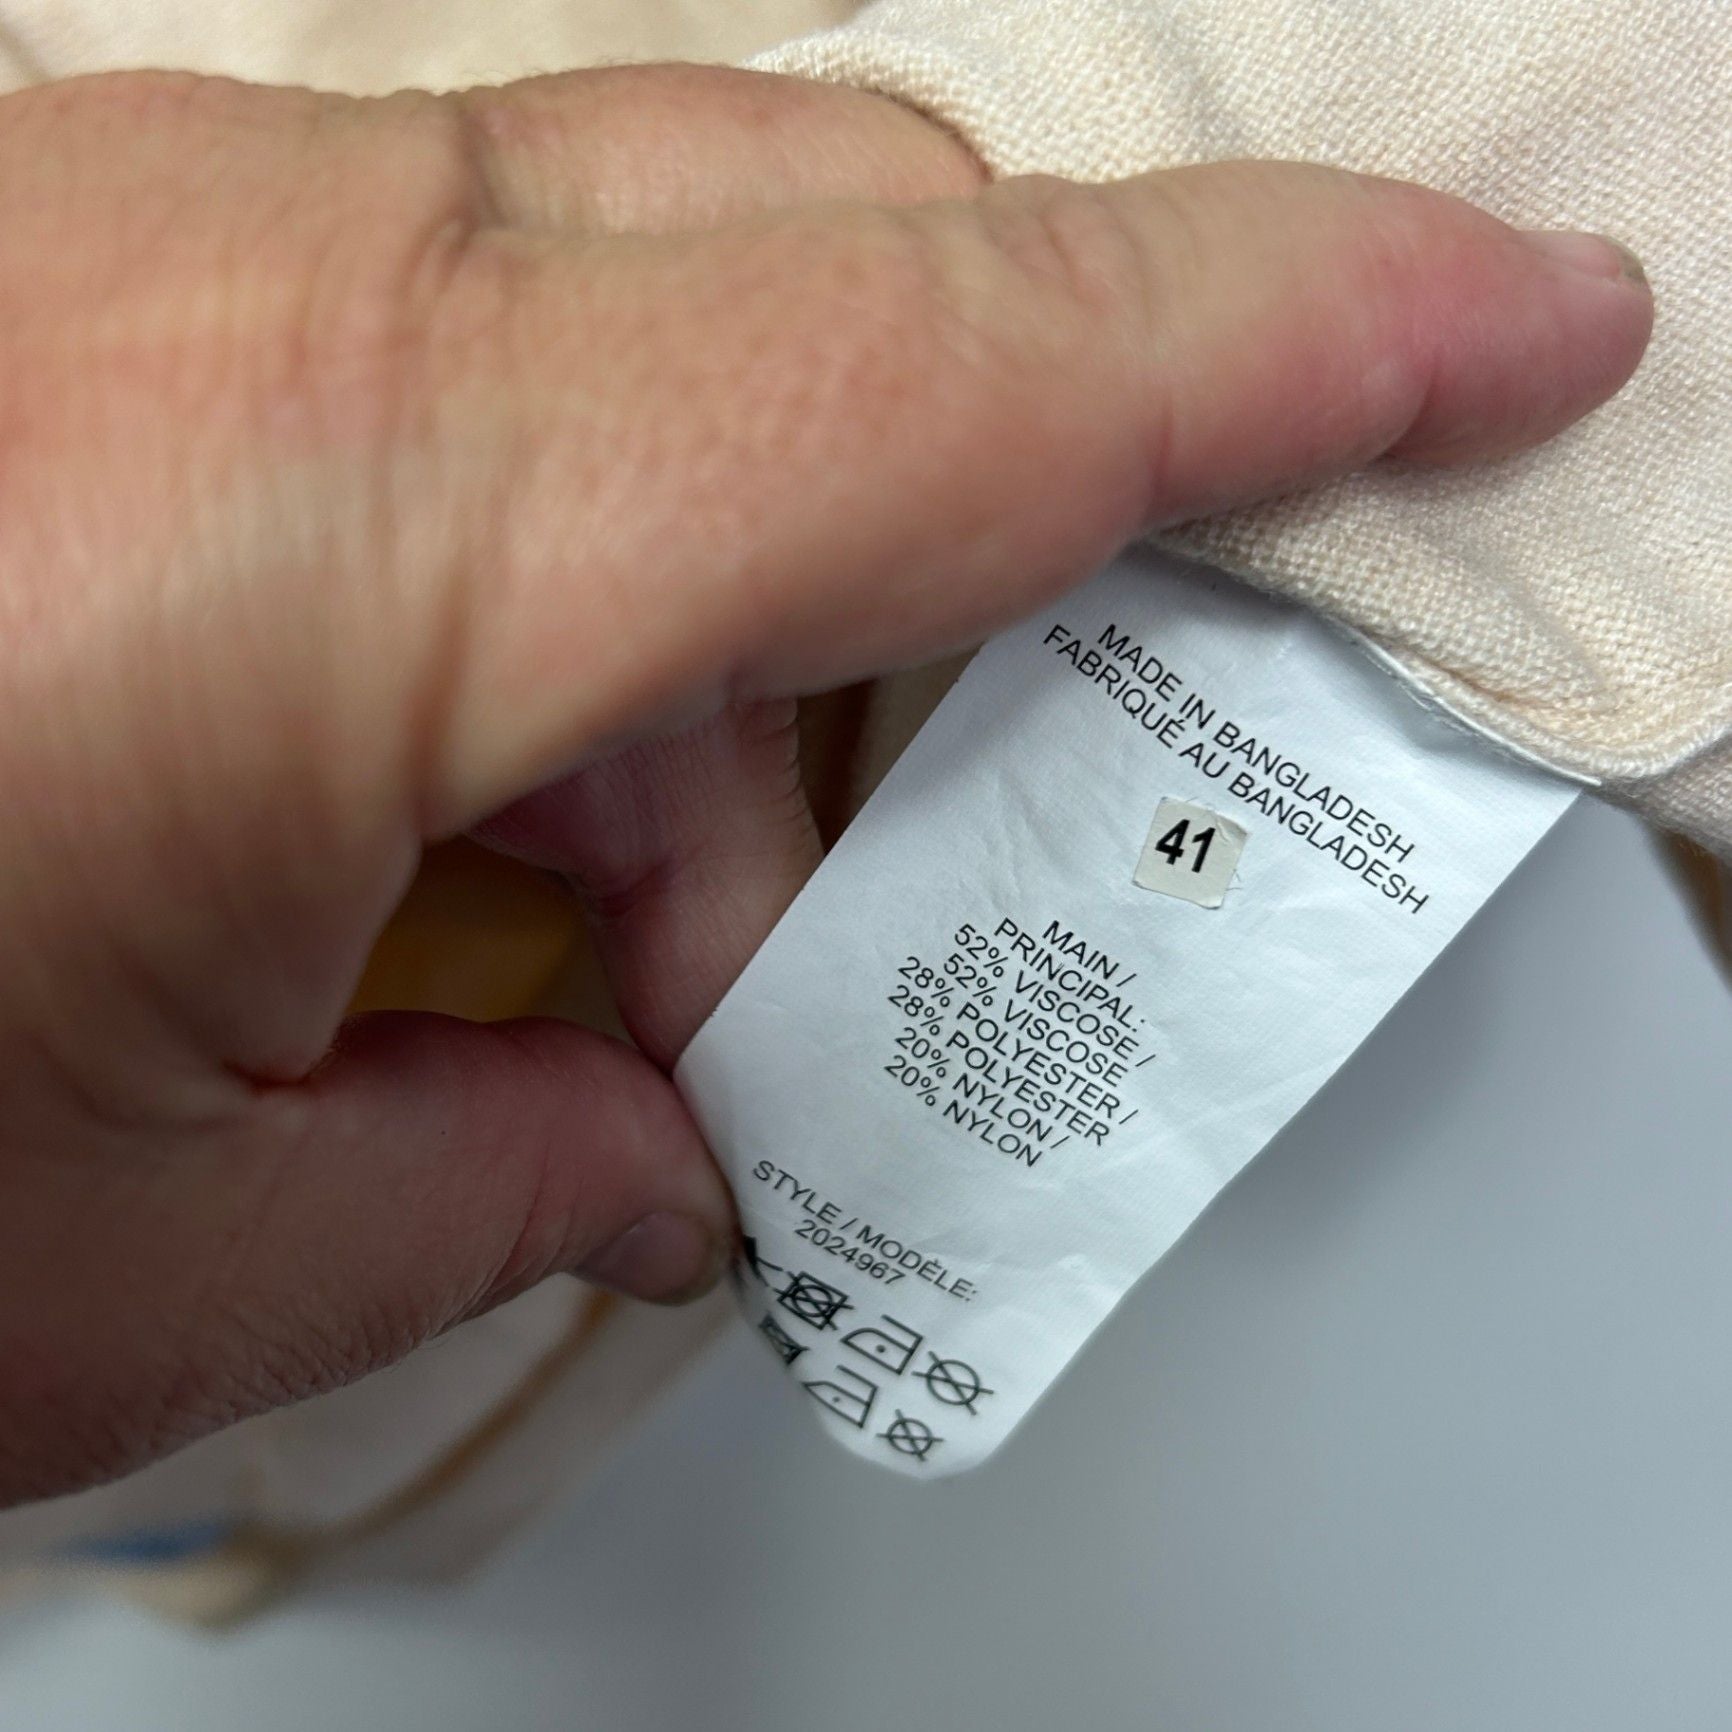 MADE IN BANGLADESH
FABRIQUÉ AU BANGLADESH
41
MAIN /
PRINCIPAL:
52% VISCOSE /
52% VISCOSE
28% POLYESTER /
28% POLYESTER
20% NYLON /
20% NYLON
STYLE / MODÈLE:
2024967